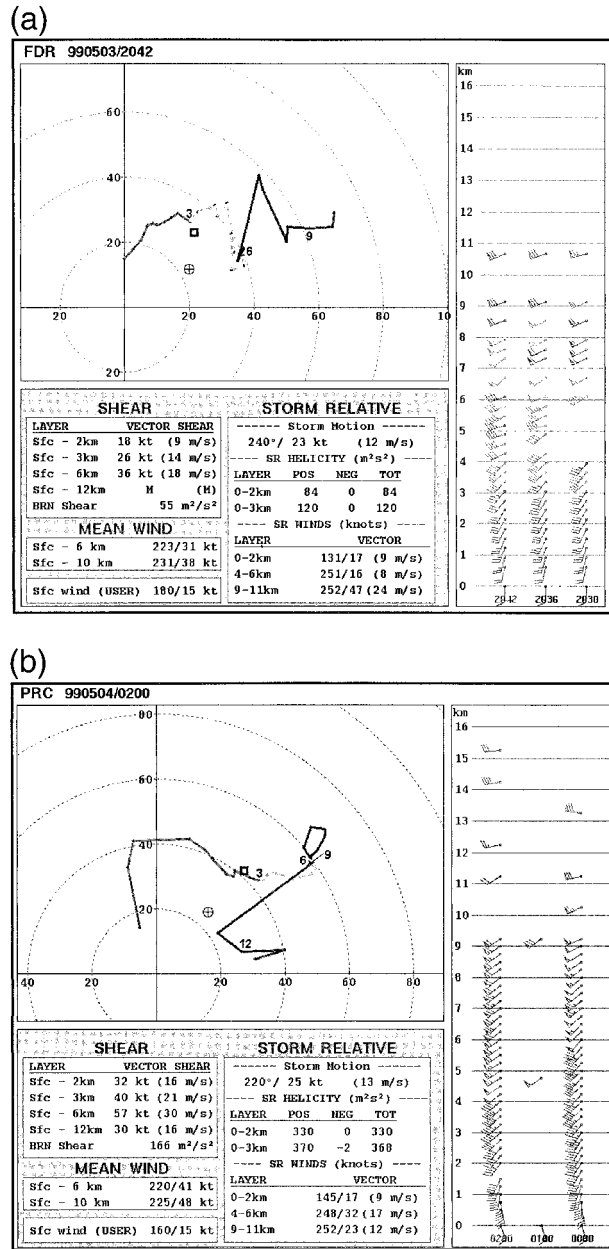 (a)
FDR 990503/2042
60
40
20
20
20
20
40
60
80
10
3
26
9
km
16
15
14
13
12
11
10
9
8
7
6
5
4
3
2
1
0
2042 2036 2030
SHEAR
LAYER VECTOR SHEAR
Sfc - 2km 18 kt (9 m/s)
Sfc - 3km 26 kt (14 m/s)
Sfc - 6km 36 kt (18 m/s)
Sfc - 12km M (M)
BRN Shear 55 m²/s²
MEAN WIND
Sfc - 6 km 223/31 kt
Sfc - 10 km 231/38 kt
Sfc wind (USER) 180/15 kt
STORM RELATIVE
----- Storm Motion -----
240°/ 23 kt (12 m/s)
---- SR HELICITY (m²s²) ----
LAYER POS NEG TOT
0-2km 84 0 84
0-3km 120 0 120
---- SR WINDS (knots) ----
LAYER VECTOR
0-2km 131/17 (9 m/s)
4-6km 251/16 (8 m/s)
9-11km 252/47 (24 m/s)
(b)
PRC 990504/0200
80
60
40
20
40
20
20
40
60
80
3
6
9
12
km
16
15
14
13
12
11
10
9
8
7
6
5
4
3
2
1
0
0200 0100
SHEAR
LAYER VECTOR SHEAR
Sfc - 2km 32 kt (16 m/s)
Sfc - 3km 40 kt (21 m/s)
Sfc - 6km 57 kt (30 m/s)
Sfc - 12km 30 kt (16 m/s)
BRN Shear 166 m²/s²
MEAN WIND
Sfc - 6 km 220/41 kt
Sfc - 10 km 225/48 kt
Sfc wind (USER) 160/15 kt
STORM RELATIVE
----- Storm Motion -----
220°/ 25 kt (13 m/s)
---- SR HELICITY (m²s²) ----
LAYER POS NEG TOT
0-2km 330 0 330
0-3km 370 -2 368
---- SR WINDS (knots) ----
LAYER VECTOR
0-2km 145/17 (9 m/s)
4-6km 248/32 (17 m/s)
9-11km 252/23 (12 m/s)